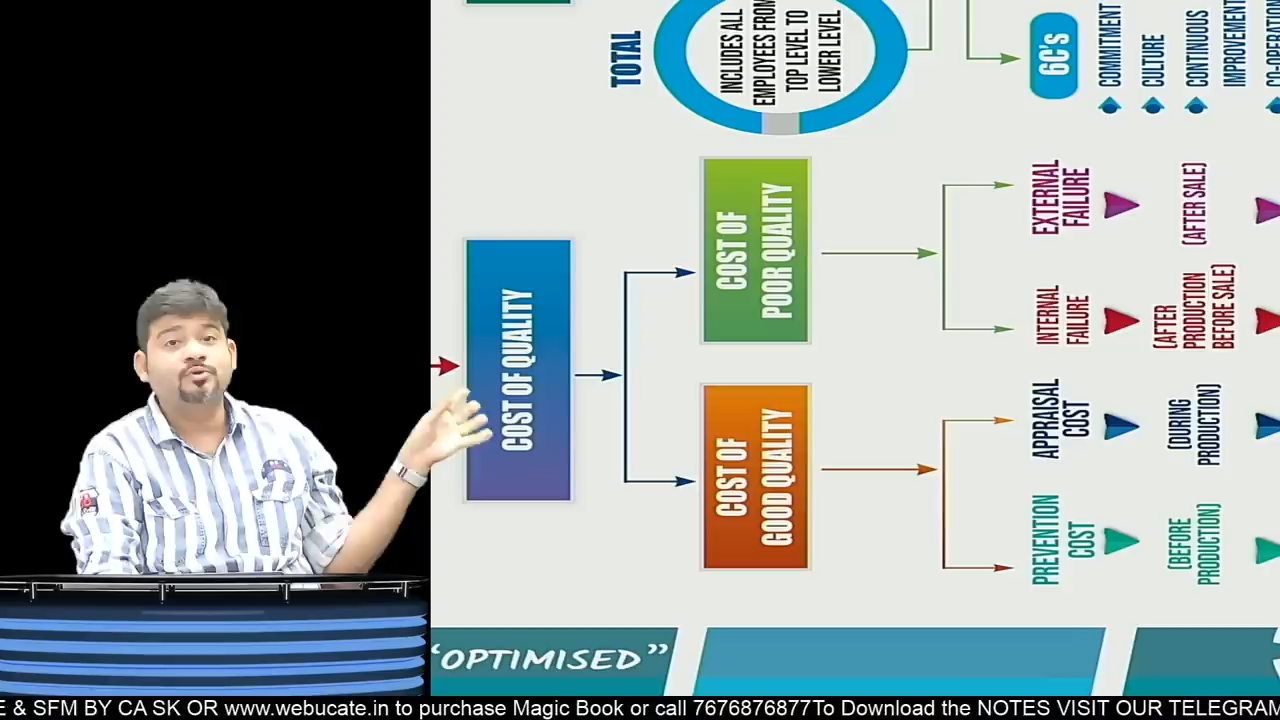 TOTAL
INCLUDES ALL
EMPLOYEES FROM
TOP LEVEL TO
LOWER LEVEL
6C's
COMMITMENT
CULTURE
CONTINUOUS
IMPROVEMENT
CO-OPERATION
COST OF QUALITY
COST OF
GOOD QUALITY
COST OF
POOR QUALITY
PREVENTION
COST
(BEFORE
PRODUCTION)
APPRAISAL
COST
(DURING
PRODUCTION)
INTERNAL
FAILURE
(AFTER
PRODUCTION
BEFORE SALE)
EXTERNAL
FAILURE
(AFTER SALE)
“OPTIMISED”
E & SFM BY CA SK OR www.webucate.in to purchase Magic Book or call 7676876877To Download the NOTES VISIT OUR TELEGRAM